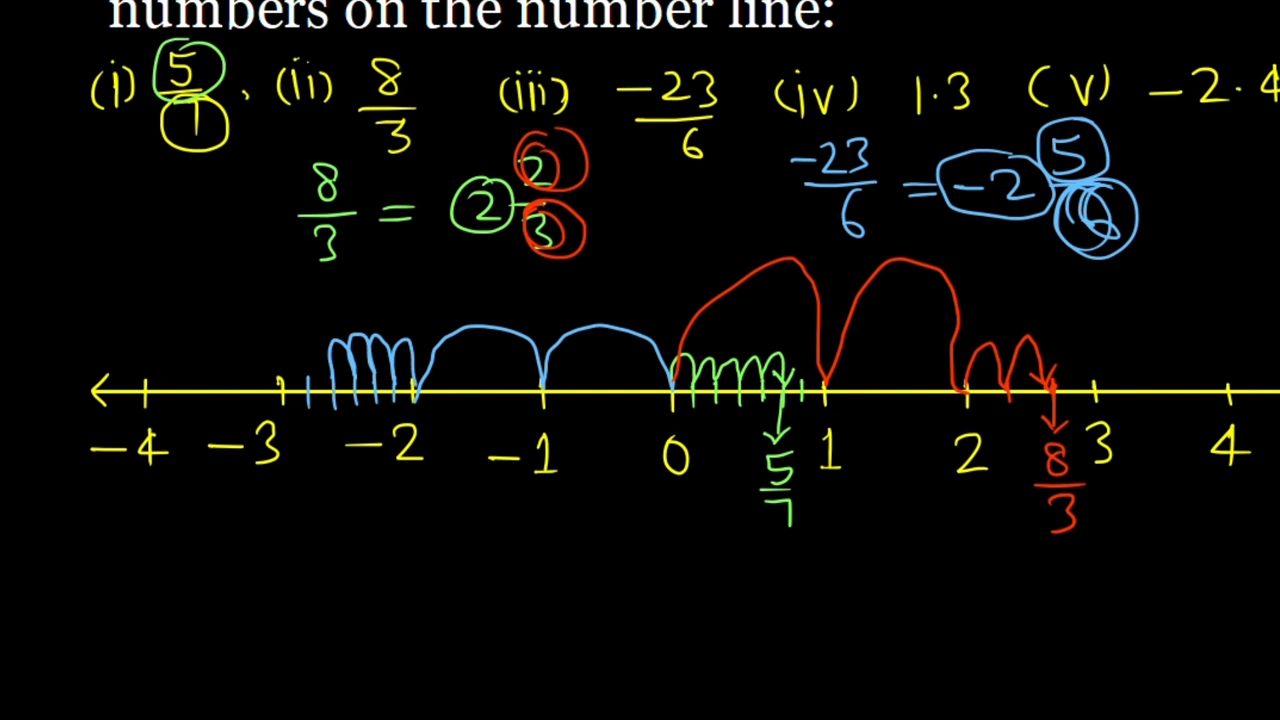 numbers on the number line:
(i) 5/7, (ii) 8/3 (iii) -23/6 (iv) 1.3 (v) -2.4
8/3 = 2 2/3 -23/6 = -2 5/6
-4 -3 -2 -1 0 1 2 3 4
5/7 8/3